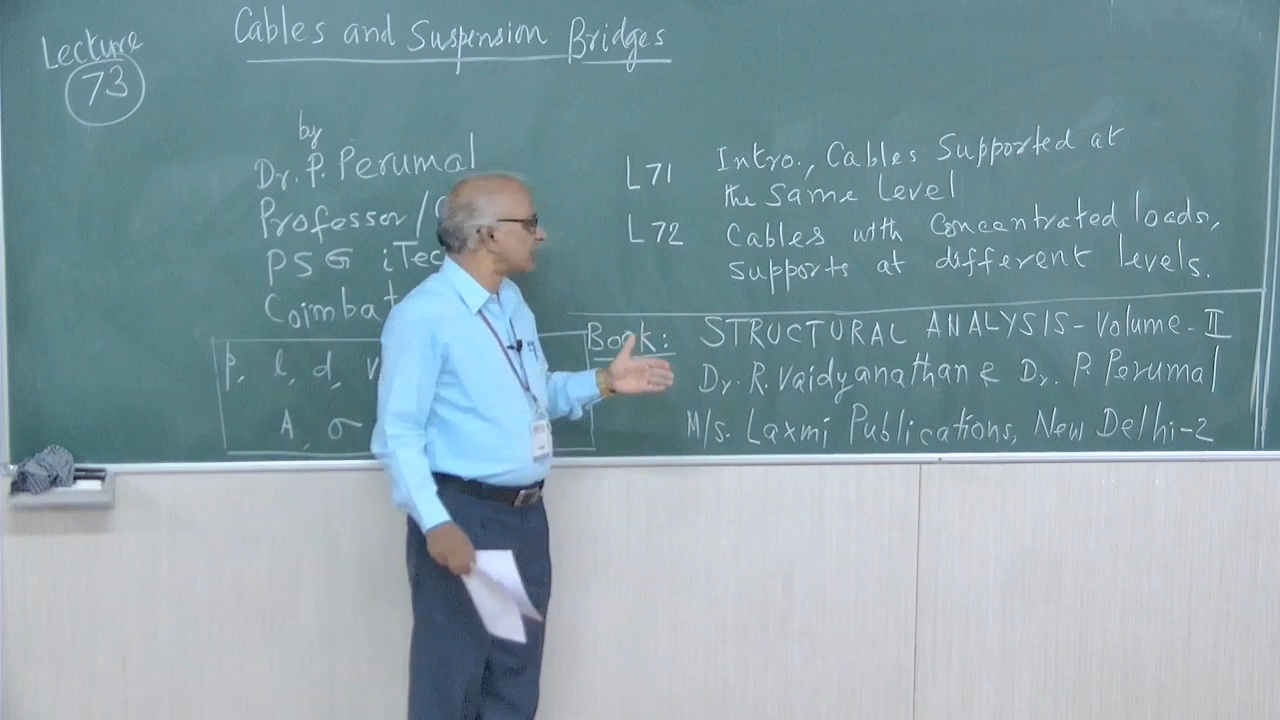 Lecture
73
Cables and Suspension Bridges
by
Dr. P. Perumal
Professor/
PSG iTec
Coimbat
p, l, d,
A, σ
L71 Intro., Cables Supported at
the Same Level
L72 Cables with Concentrated loads,
supports at different levels.
Book: STRUCTURAL ANALYSIS - Volume - II
Dr. R. Vaidyanathan & Dr. P. Perumal
M/s. Laxmi Publications, New Delhi-2